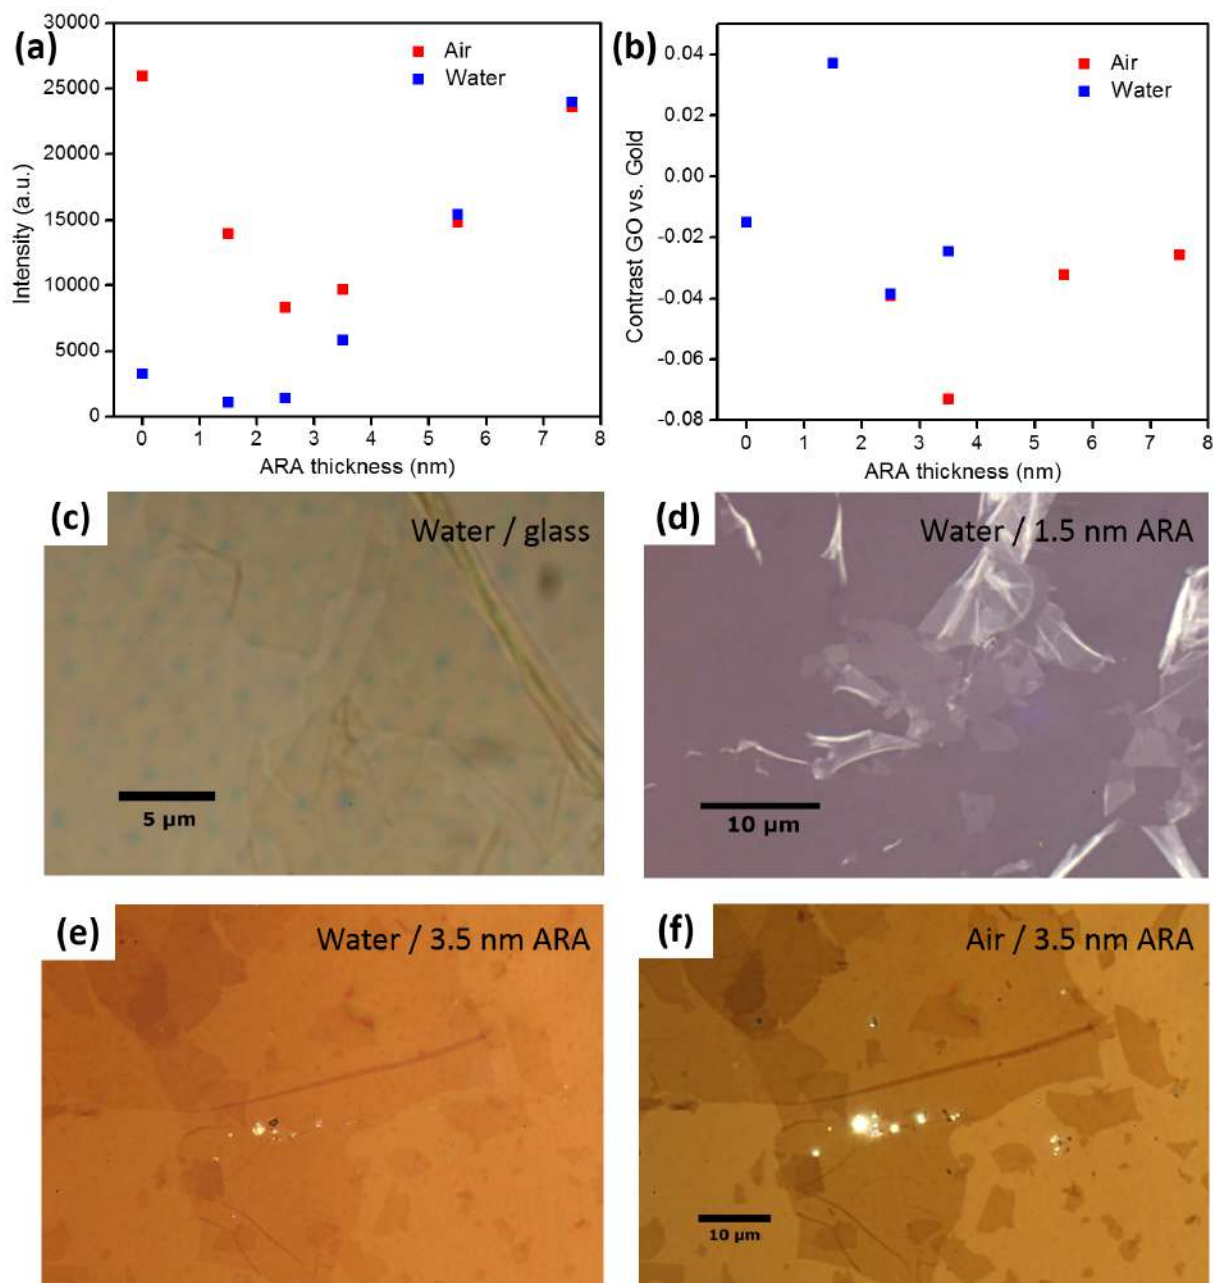 (a)
Air
Water
30000
25000
20000
15000
10000
5000
0
Intensity (a.u.)
0 1 2 3 4 5 6 7 8
ARA thickness (nm)
(b)
Air
Water
0.04
0.02
0.00
-0.02
-0.04
-0.06
-0.08
Contrast GO vs. Gold
0 1 2 3 4 5 6 7 8
ARA thickness (nm)
(c)
Water / glass
5 µm
(d)
Water / 1.5 nm ARA
10 µm
(e)
Water / 3.5 nm ARA
(f)
Air / 3.5 nm ARA
10 µm